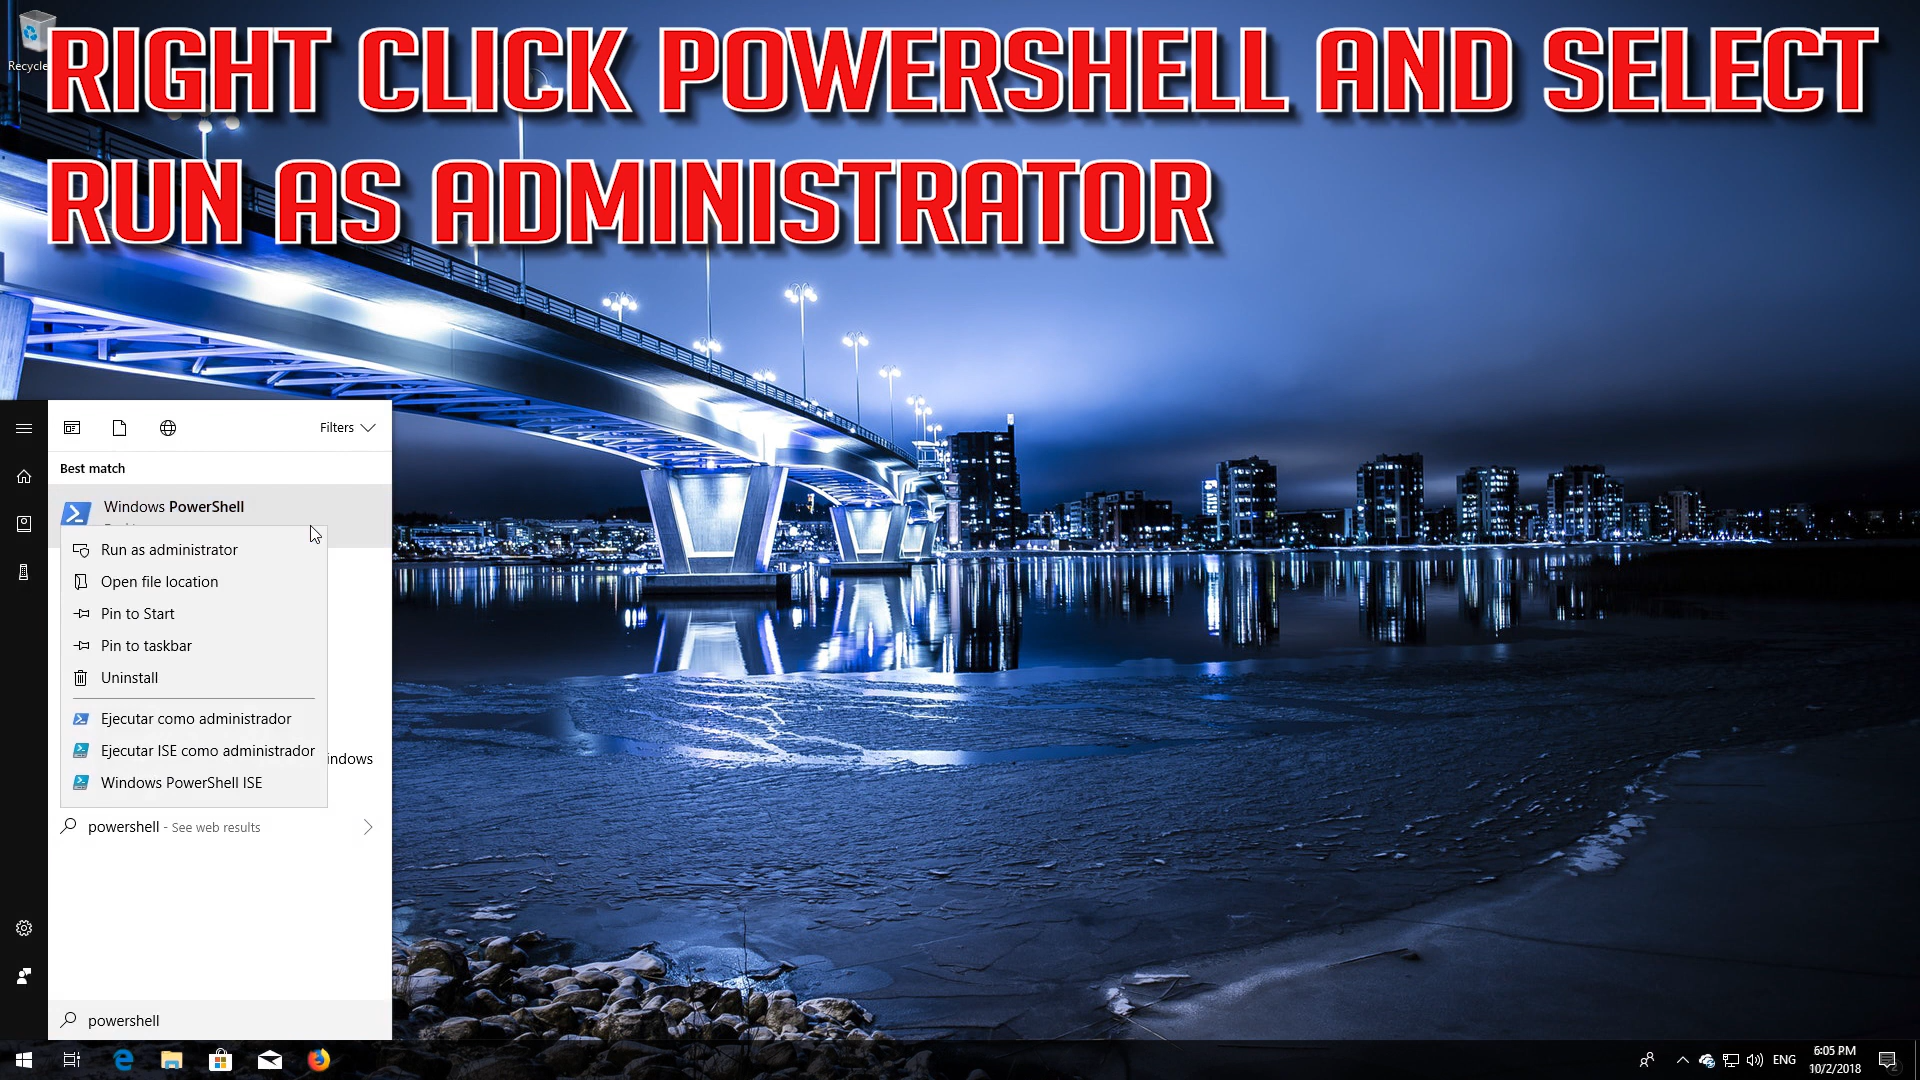 Recycle
RIGHT CLICK POWERSHELL AND SELECT
RUN AS ADMINISTRATOR
Filters
Best match
Windows PowerShell
Run as administrator
Open file location
Pin to Start
Pin to taskbar
Uninstall
Ejecutar como administrador
Ejecutar ISE como administrador
indows
Windows PowerShell ISE
powershell - See web results
powershell
ENG
6:05 PM
10/2/2018